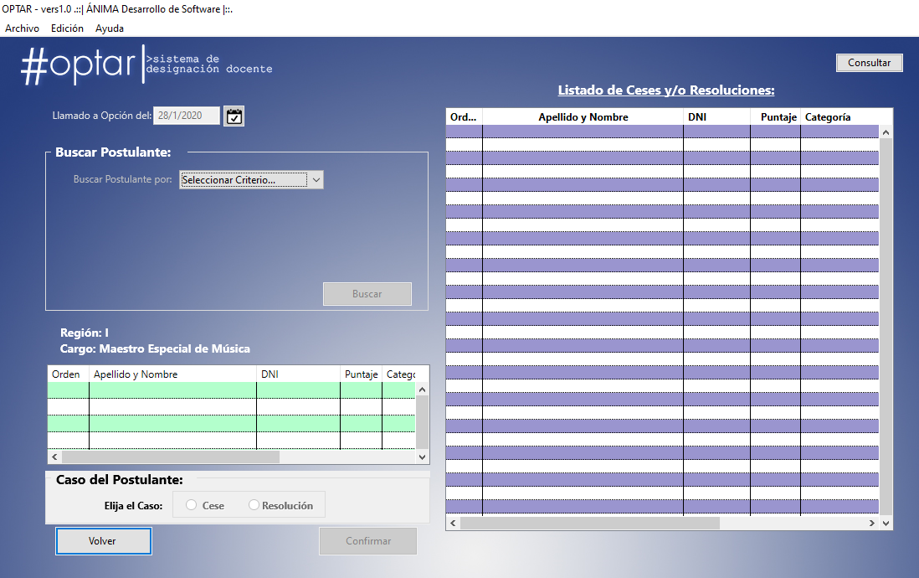 OPTAR - vers1.0 .::| ÁNIMA Desarrollo de Software |::.
Archivo Edición Ayuda
#optar >sistema de
designación docente
Consultar
Listado de Ceses y/o Resoluciones:
Llamado a Opción del: 28/1/2020
Ord... Apellido y Nombre DNI Puntaje Categoría
Buscar Postulante:
Buscar Postulante por: Seleccionar Criterio...
Buscar
Región: I
Cargo: Maestro Especial de Música
Orden Apellido y Nombre DNI Puntaje Catego
Caso del Postulante:
Elija el Caso: Cese Resolución
Volver Confirmar